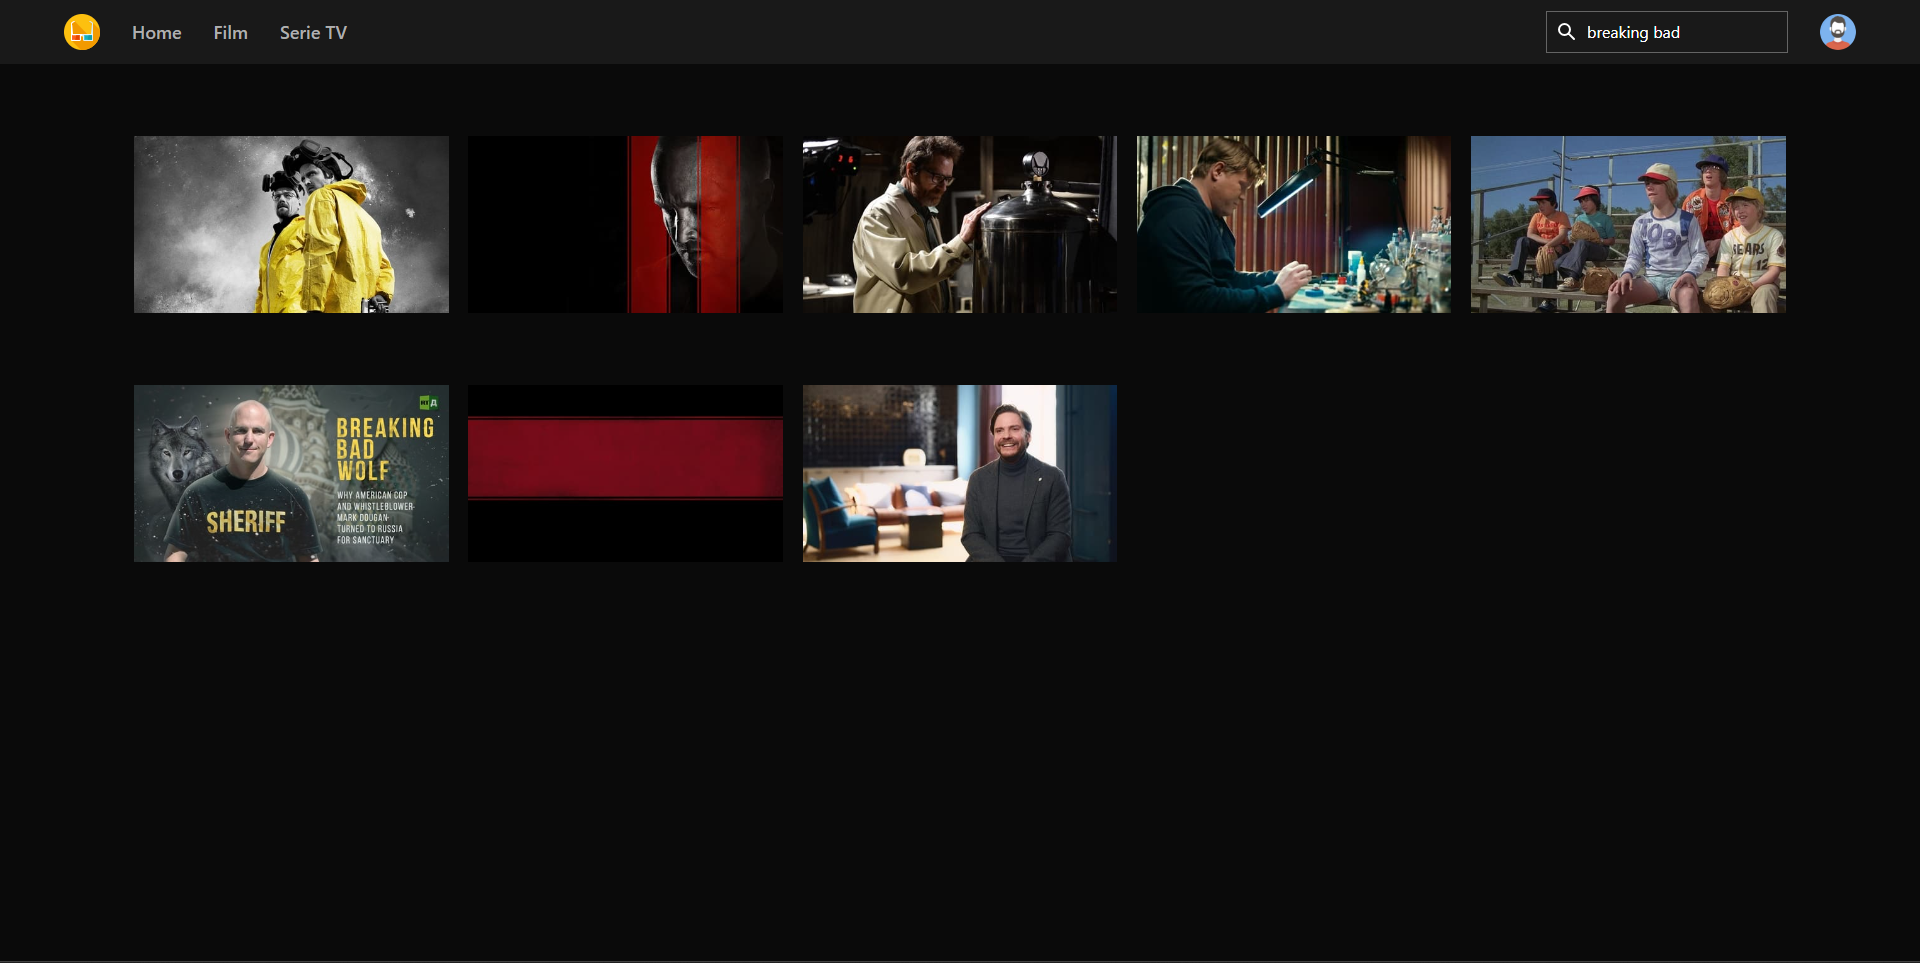 Home
Film
Serie TV
breaking bad
BEARS
12
BREAKING
BAD
WOLF
WHY AMERICAN COP
AND WHISTLEBLOWER
MARK DOUGAN
TURNED TO RUSSIA
FOR SANCTUARY
SHERIFF